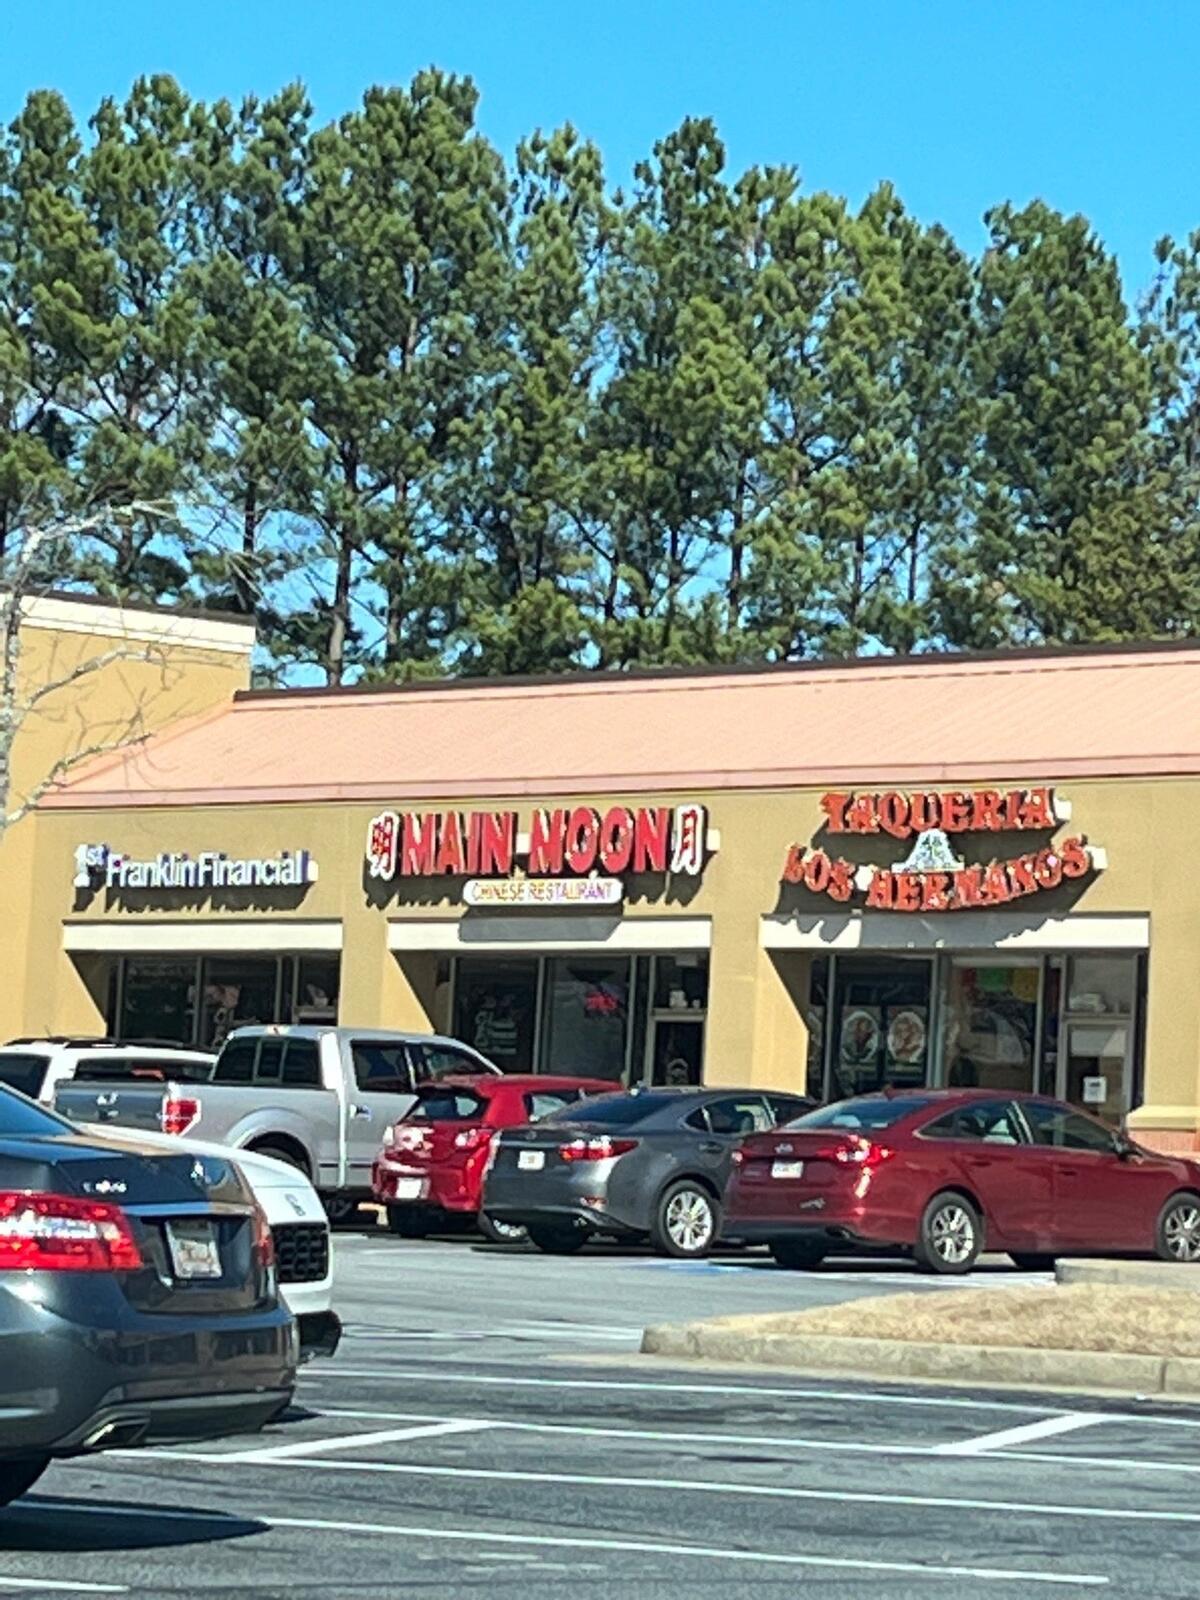 1st Franklin Financial
明 MAIN MOON 月
CHINESE RESTAURANT
TAQUERIA
LOS HERMANOS